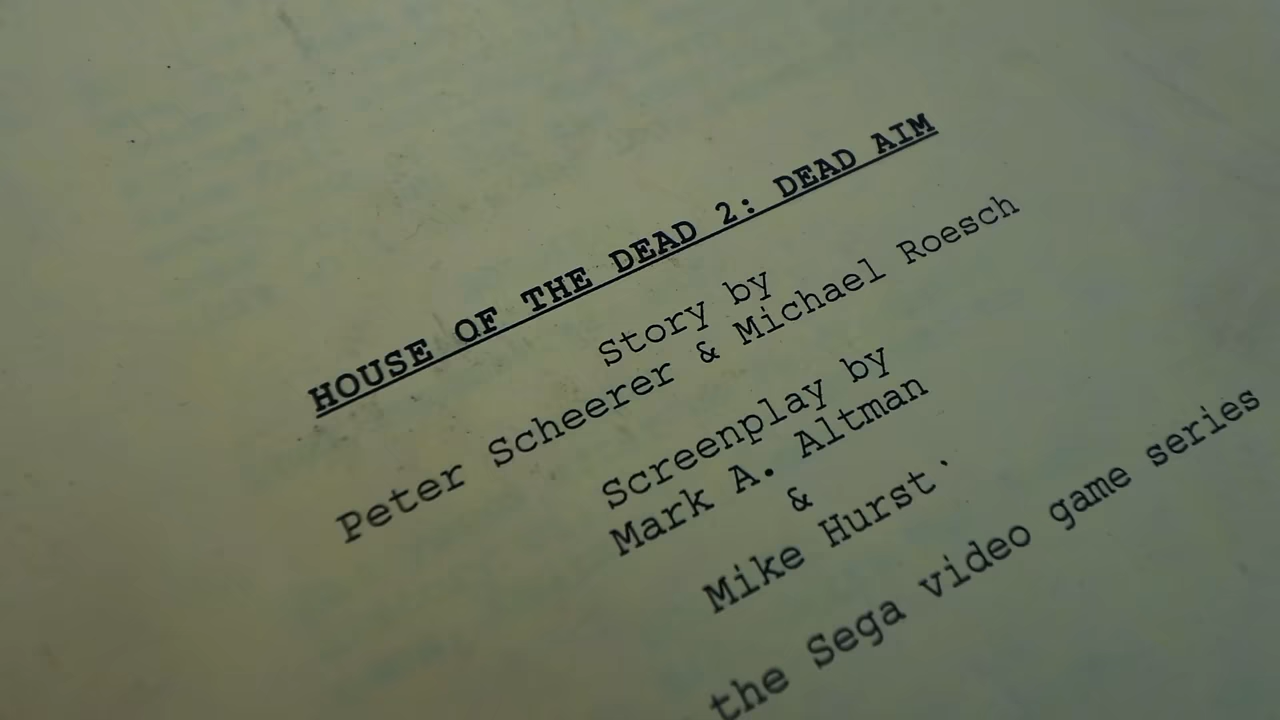 HOUSE OF THE DEAD 2: DEAD AIM
Story by
Peter Scheerer & Michael Roesch
Screenplay by
Mark A. Altman
&
Mike Hurst
the Sega video game series